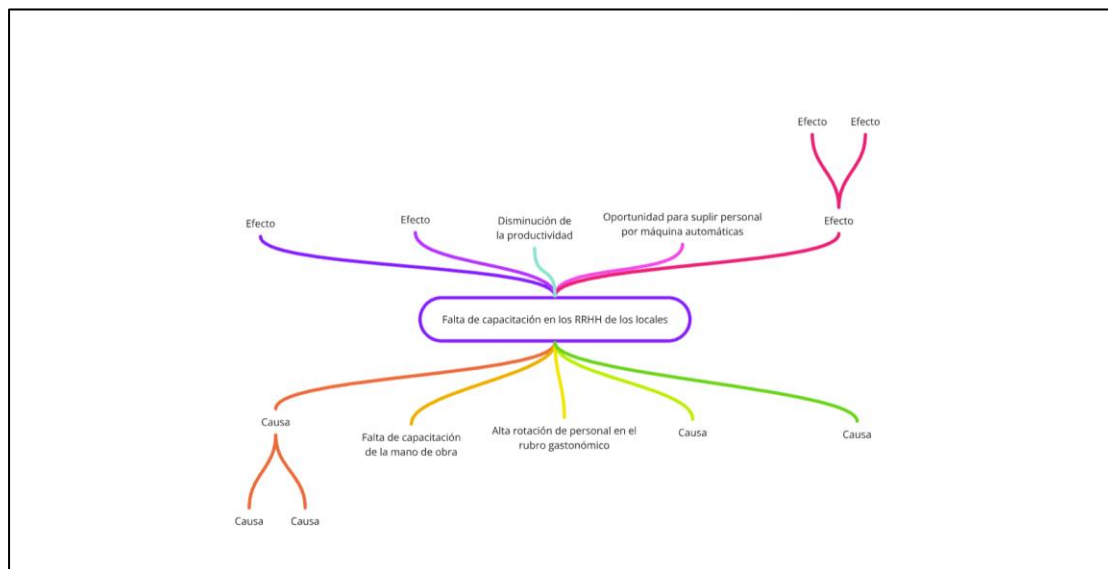 Efecto Efecto
Efecto
Efecto
Disminución de
la productividad
Oportunidad para suplir personal
por máquina automáticas
Efecto
Falta de capacitación en los RRHH de los locales
Causa
Falta de capacitación
de la mano de obra
Alta rotación de personal en el
rubro gastonómico
Causa
Causa
Causa Causa